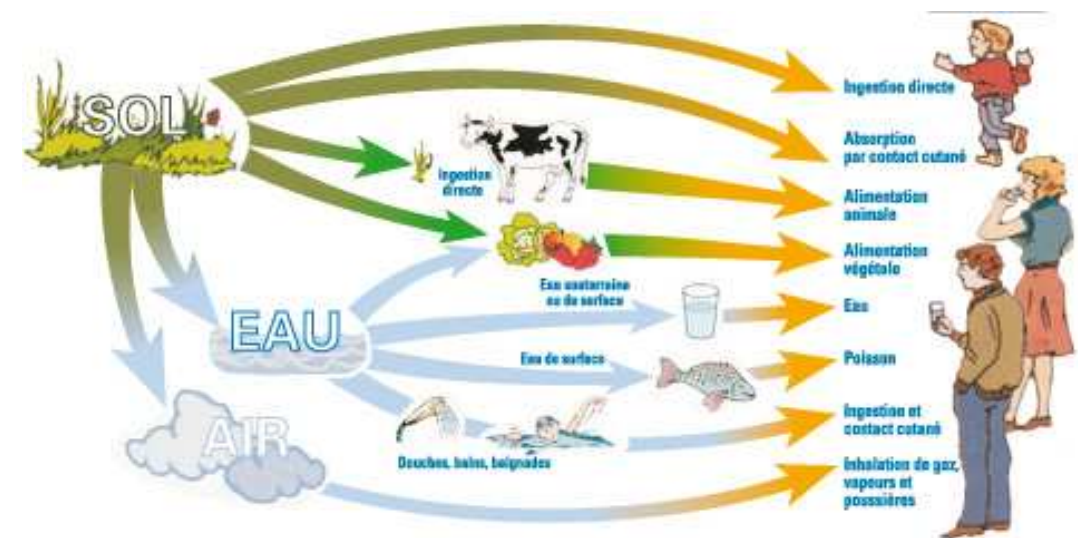 SOL
Ingestion directe
Absorption
par contact cutané
Ingestion
directe
Alimentation
animale
Alimentation
végétale
Eau souterraine
ou de surface
EAU
Eau
Eau de surface
Poisson
AIR
Ingestion et
contact cutané
Douches, bains, baignades
Inhalation de gaz,
vapeurs et
poussières